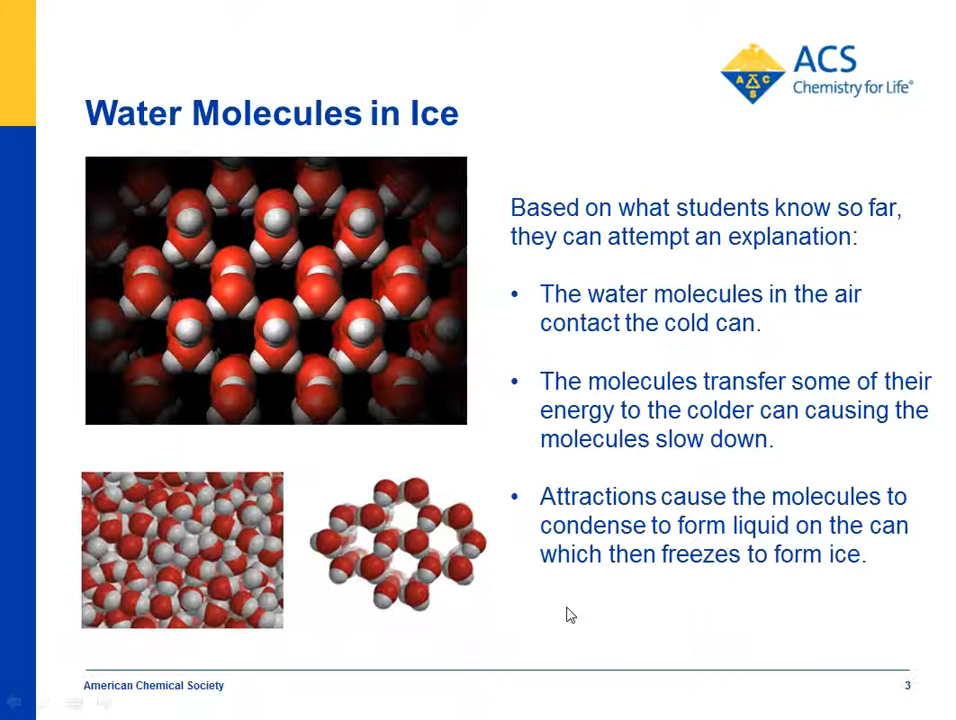 ACS
Chemistry for Life®
A C S
Water Molecules in Ice
Based on what students know so far,
they can attempt an explanation:
• The water molecules in the air
contact the cold can.
• The molecules transfer some of their
energy to the colder can causing the
molecules slow down.
• Attractions cause the molecules to
condense to form liquid on the can
which then freezes to form ice.
American Chemical Society
3